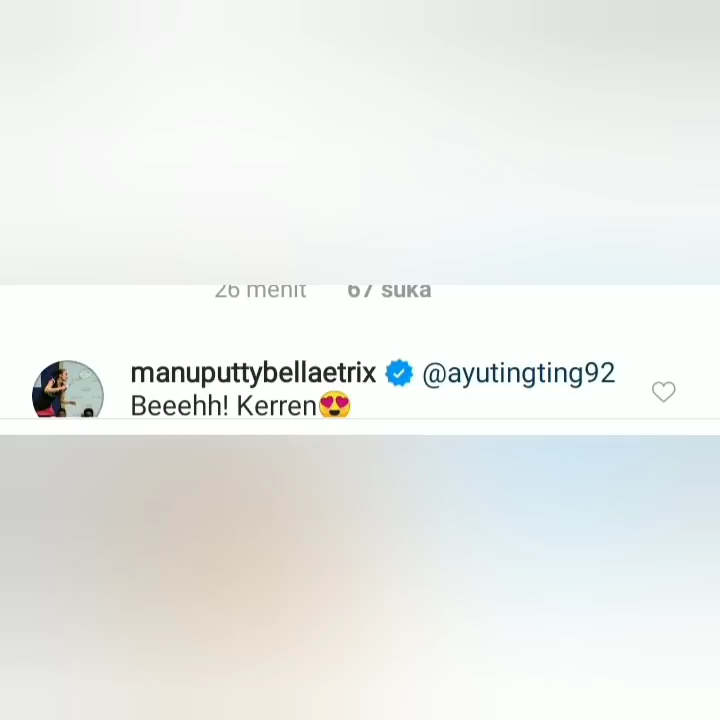 26 menit 67 suka
manuputtybellaetrix @ayutingting92
Beeehh! Kerren😍